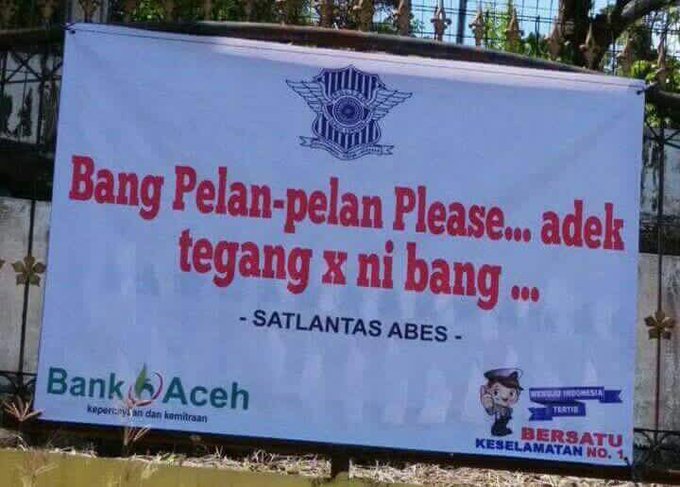 Bang Pelan-pelan Please... adek
tegang x ni bang ...
- SATLANTAS ABES -
Bank Aceh
kepercayaan dan kemitraan
MENUJU INDONESIA
TERTIB
BERSATU
KESELAMATAN NO. 1